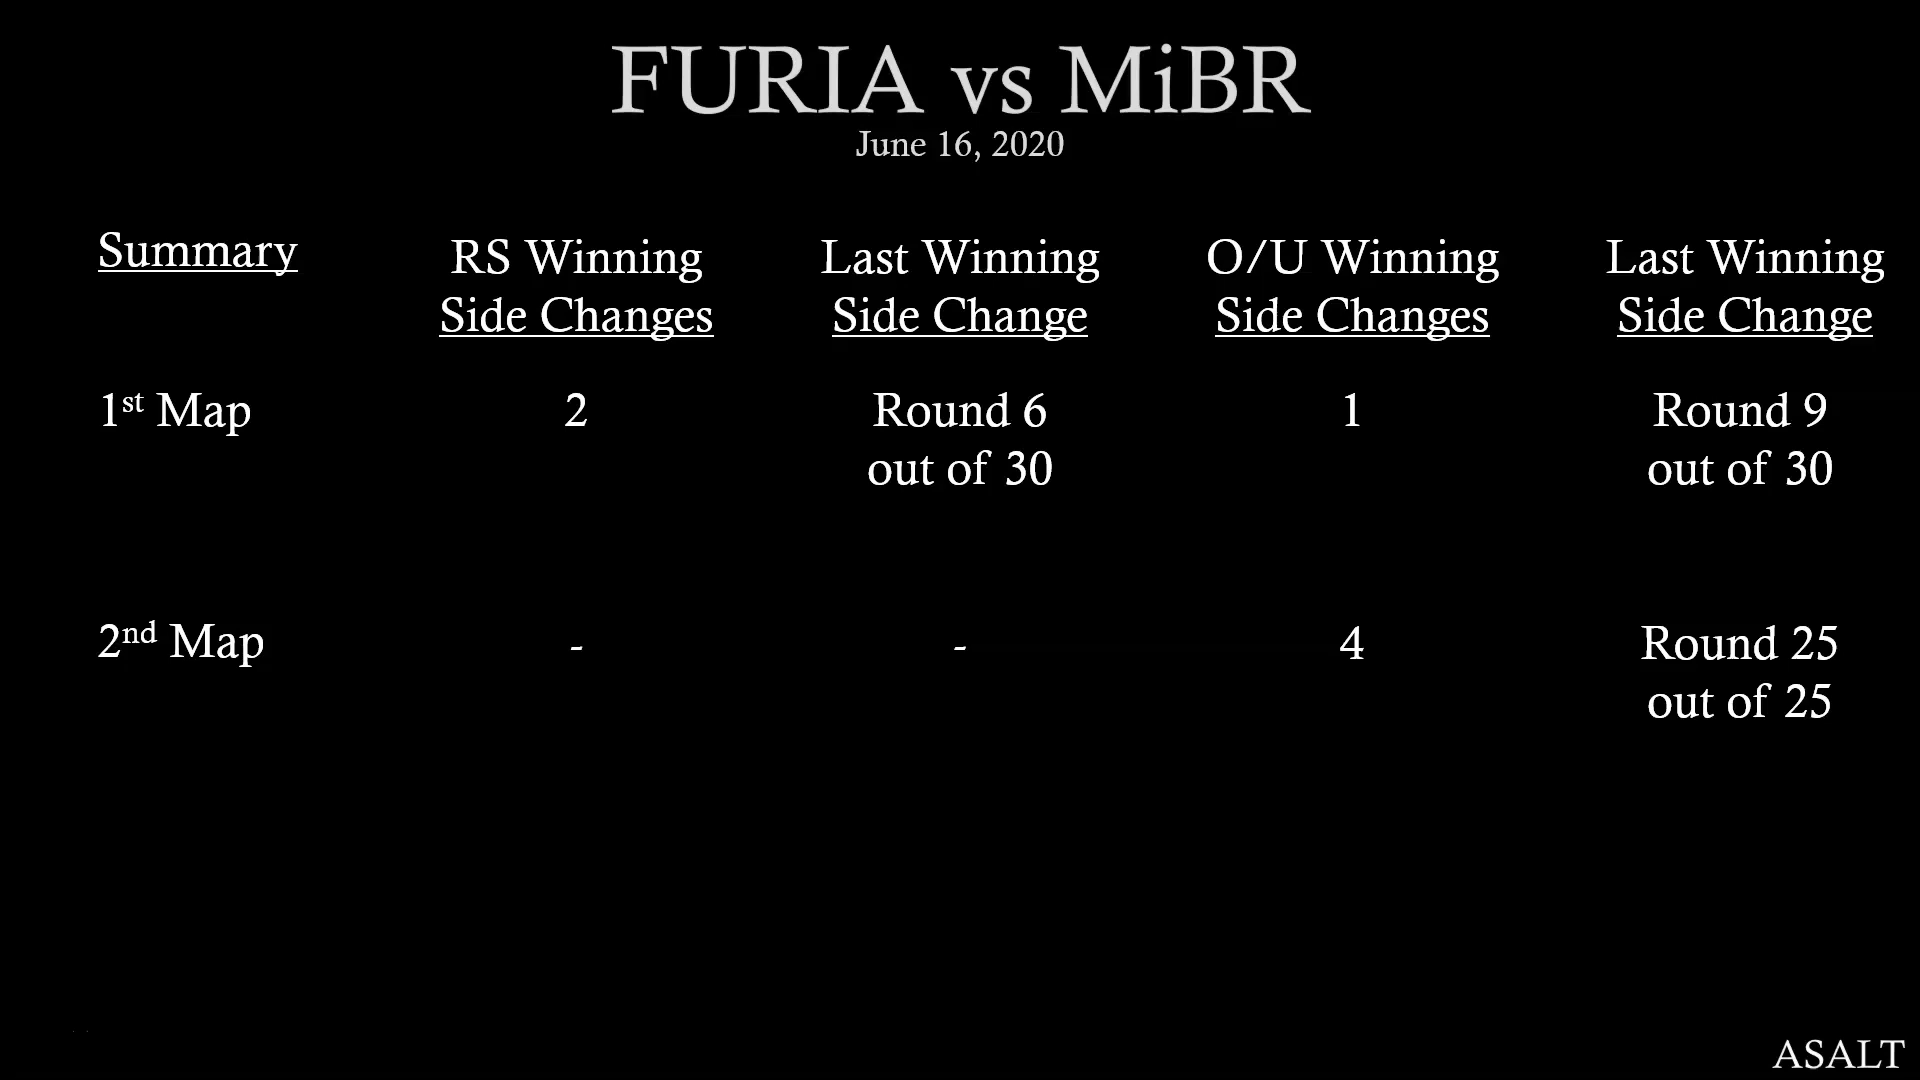 FURIA vs MiBR
June 16, 2020
Summary
RS Winning
Side Changes
Last Winning
Side Change
O/U Winning
Side Changes
Last Winning
Side Change
1st Map
2
Round 6
out of 30
1
Round 9
out of 30
2nd Map
-
-
4
Round 25
out of 25
ASALT